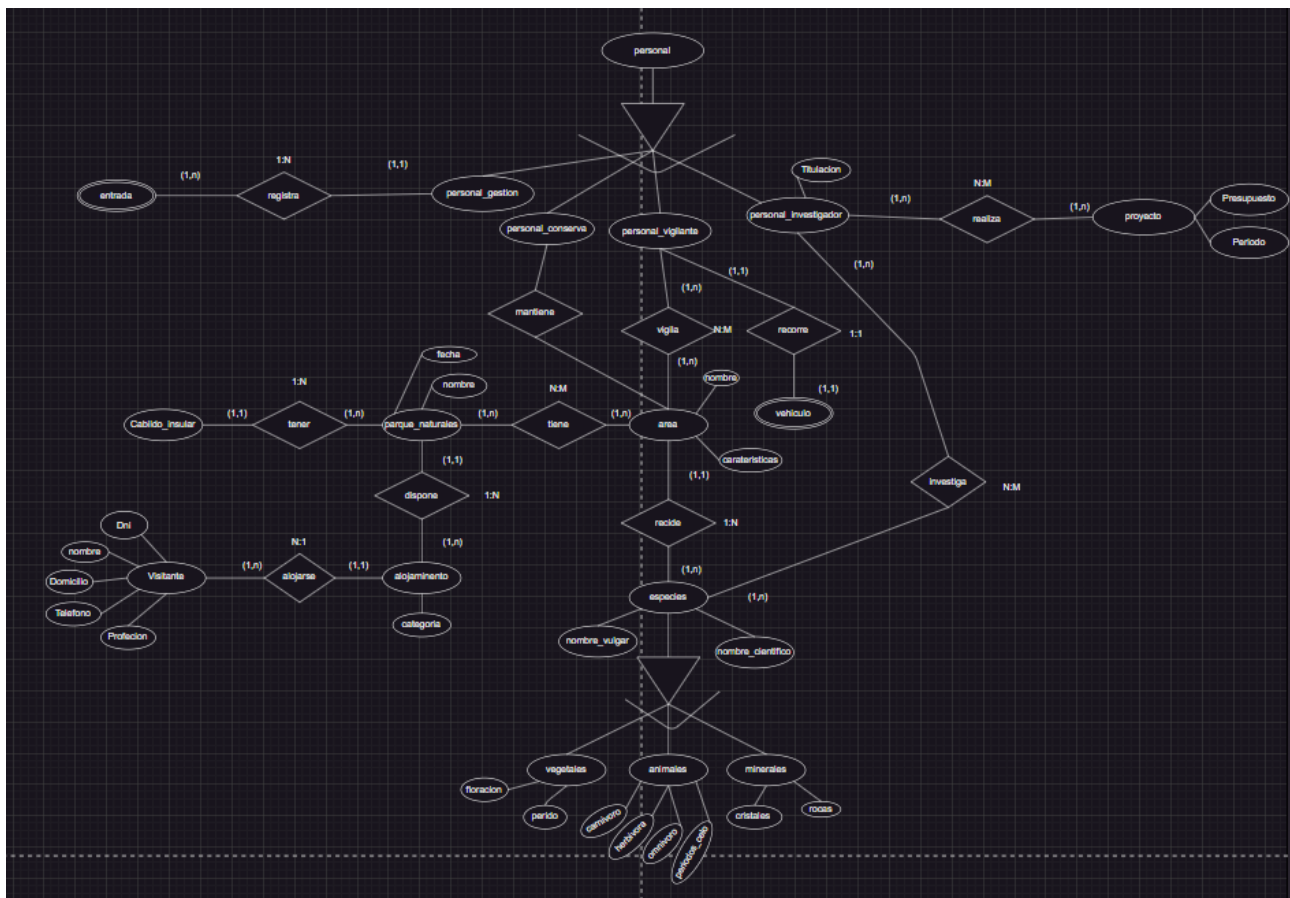 personal
1:N
(1,n)
(1,1)
entrada
registra
personal_gestion
Titulacion
personal_investigador
(1,n)
N:M
realiza
(1,n)
proyecto
Presupuesto
Periodo
personal_conserva
personal_vigilante
(1,n)
(1,1)
(1,n)
mantiene
vigila
N:M
recorre
1:1
fecha
1:N
nombre
N:M
(1,n)
nombre
(1,1)
vehiculo
Cabildo_insular
(1,1)
tener
(1,n)
parque_naturales
(1,n)
tiene
(1,n)
area
carateristicas
(1,1)
(1,1)
investiga
N:M
dispone
1:N
recide
1:N
Dni
nombre
N:1
(1,n)
Domicilio
Visitante
(1,n)
alojarse
(1,1)
alojaminento
(1,n)
especies
(1,n)
Telefono
Profecion
categoria
nombre_vulgar
nombre_cientifico
vegetales
animales
minerales
floracion
perido
carnivoro
herbivora
omnivoro
periodos_celo
cristales
rocas